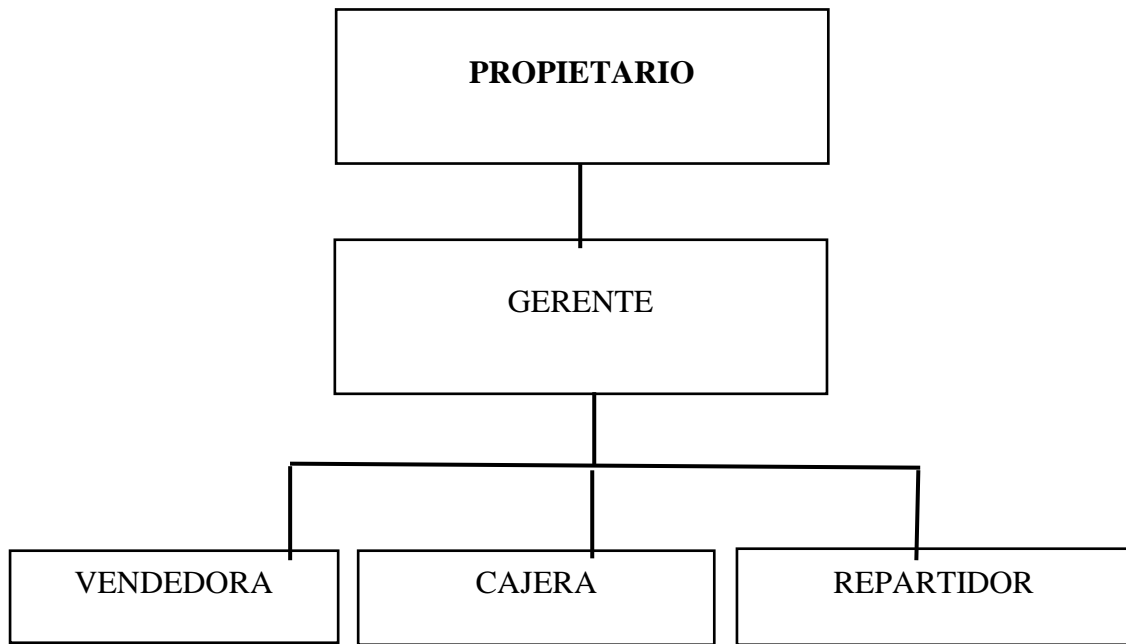 PROPIETARIO
GERENTE
VENDEDORA
CAJERA
REPARTIDOR